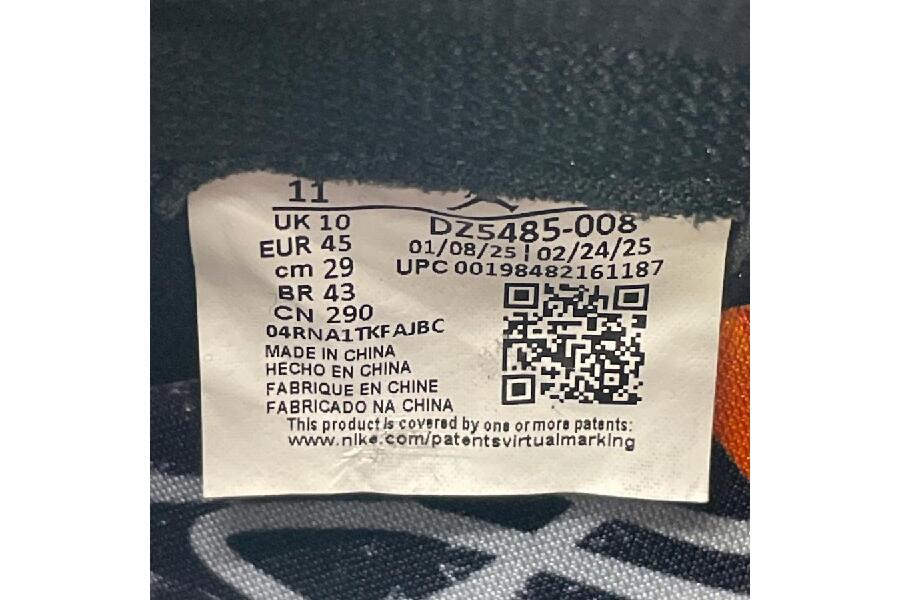 11
UK 10
EUR 45
cm 29
BR 43
CN 290
04RNA1TKFAJBC
DZ5485-008
01/08/25 | 02/24/25
UPC 00198482161187
MADE IN CHINA
HECHO EN CHINA
FABRIQUE EN CHINE
FABRICADO NA CHINA
This product is covered by one or more patents:
www.nike.com/patentsvirtualmarking